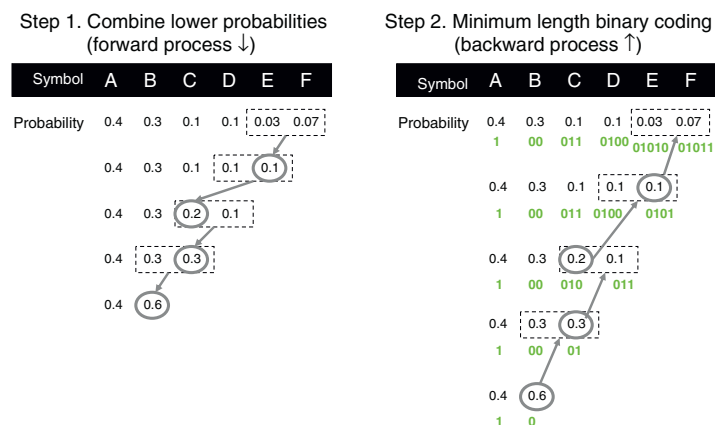 Step 1. Combine lower probabilities
(forward process ↓)
Symbol A B C D E F
Probability 0.4 0.3 0.1 0.1 0.03 0.07
0.4 0.3 0.1 0.1 0.1
0.4 0.3 0.2 0.1
0.4 0.3 0.3
0.4 0.6
Step 2. Minimum length binary coding
(backward process ↑)
Symbol A B C D E F
Probability 0.4 0.3 0.1 0.1 0.03 0.07
1 00 011 0100 01010 01011
0.4 0.3 0.1 0.1 0.1
1 00 011 0100 0101
0.4 0.3 0.2 0.1
1 00 010 011
0.4 0.3 0.3
1 00 01
0.4 0.6
1 0